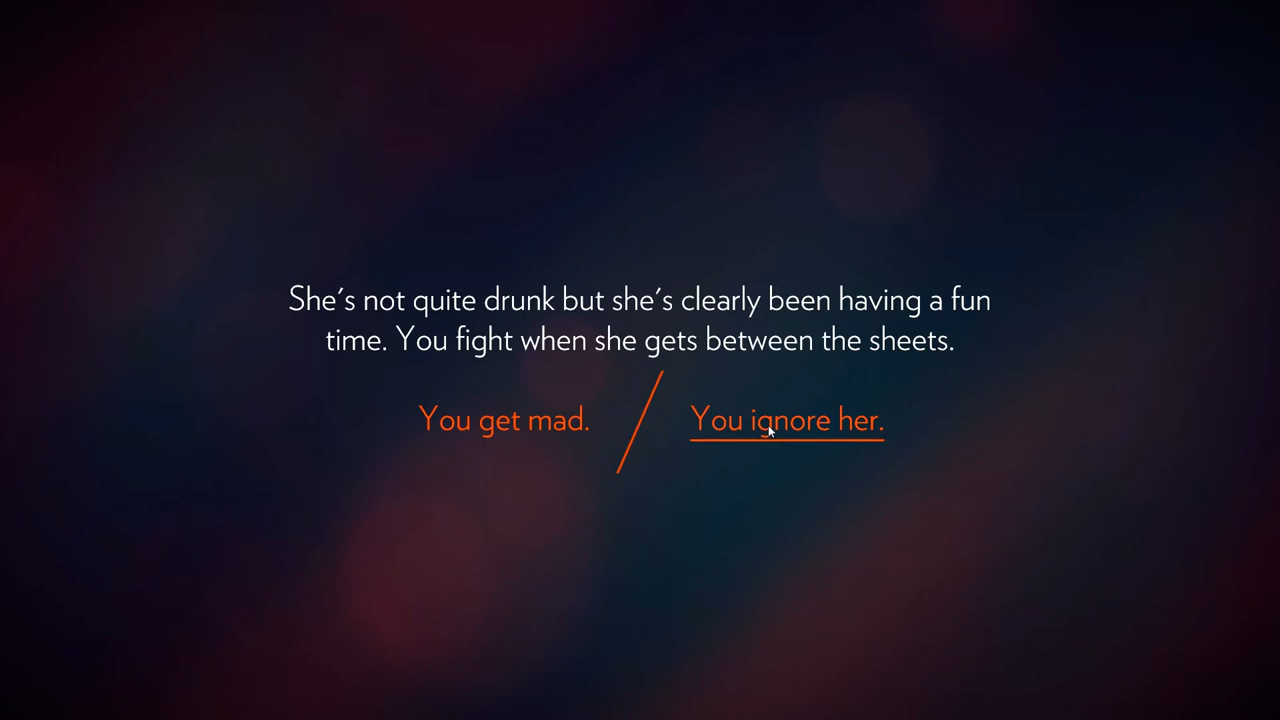 She's not quite drunk but she's clearly been having a fun
time. You fight when she gets between the sheets.
You get mad. / You ignore her.